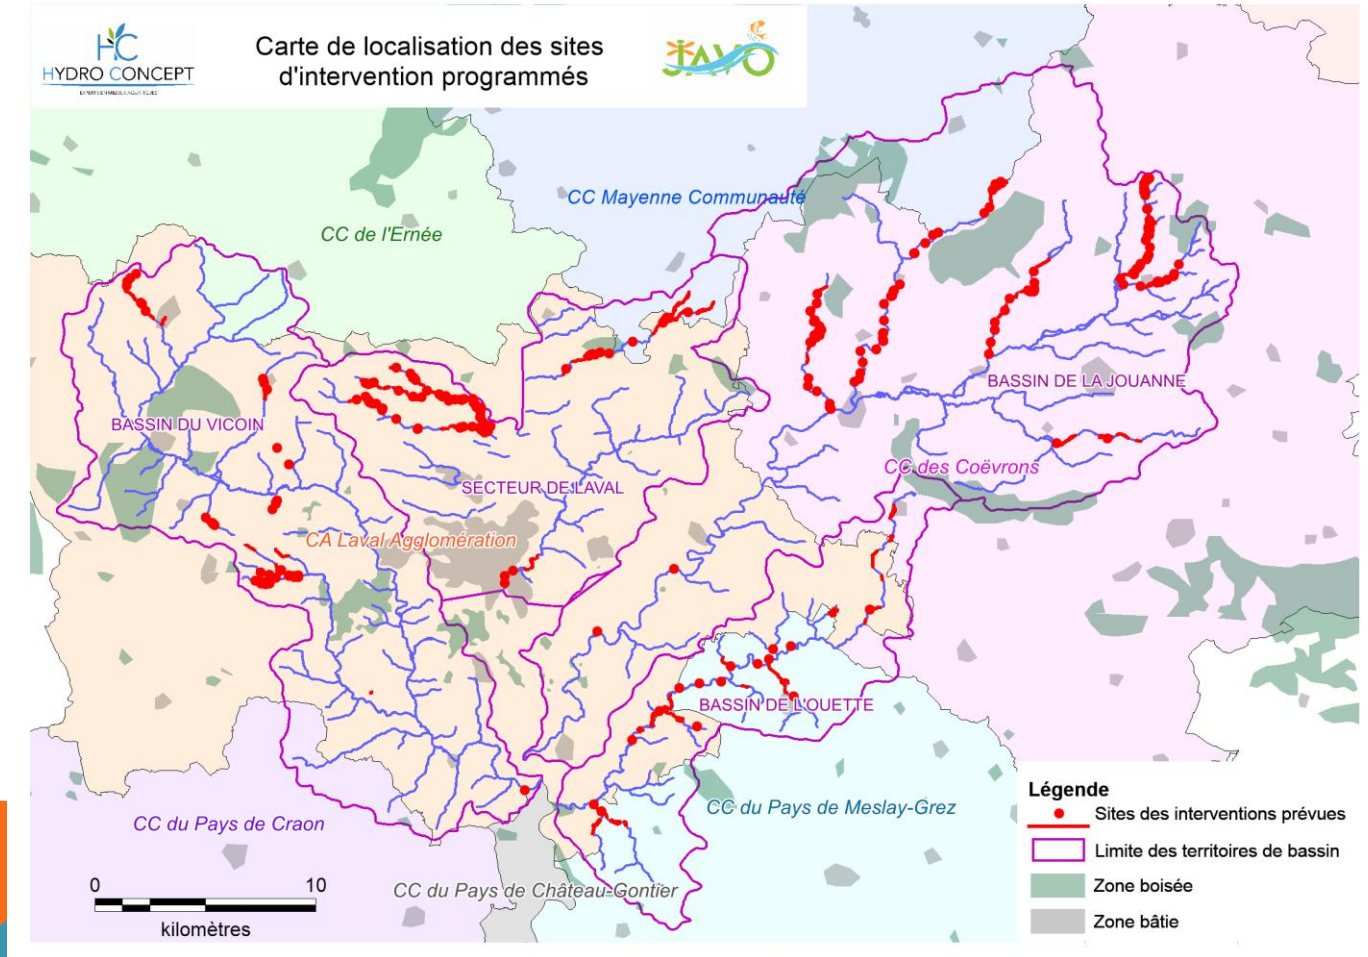 HYDRO CONCEPT
Carte de localisation des sites
d'intervention programmés
JAVO
CC Mayenne Communauté
CC de l'Ernée
BASSIN DE LA JOUANNE
BASSIN DU VICOIN
CC des Coëvrons
SECTEUR DE LAVAL
CA Laval Agglomération
BASSIN DE L'OUETTE
CC du Pays de Meslay-Grez
CC du Pays de Craon
CC du Pays de Château-Gontier
0 10
kilomètres
Légende
Sites des interventions prévues
Limite des territoires de bassin
Zone boisée
Zone bâtie